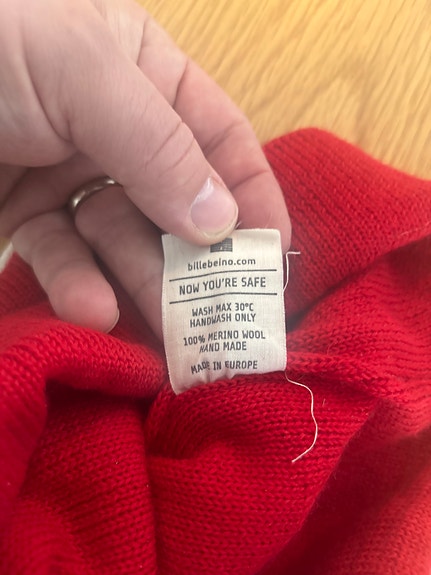 billebeino.com
NOW YOU'RE SAFE
WASH MAX 30°C
HANDWASH ONLY
100% MERINO WOOL
HAND MADE
MADE IN EUROPE